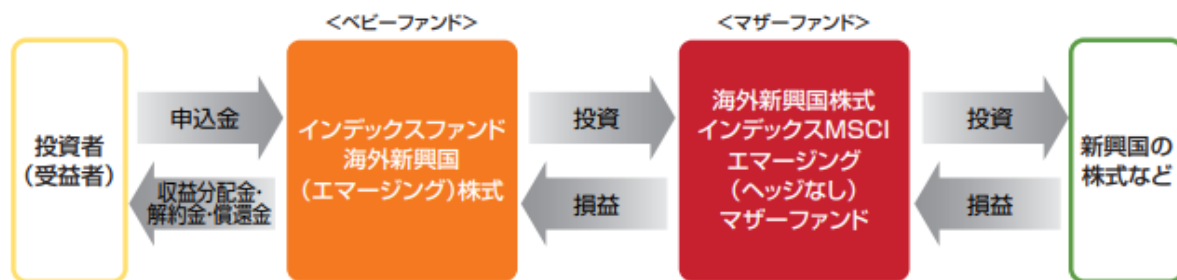 <ベビーファンド>
<マザーファンド>
投資者
(受益者)
申込金
収益分配金・
解約金・償還金
インデックスファンド
海外新興国
(エマージング)株式
投資
損益
海外新興国株式
インデックスMSCI
エマージング
(ヘッジなし)
マザーファンド
投資
損益
新興国の
株式など